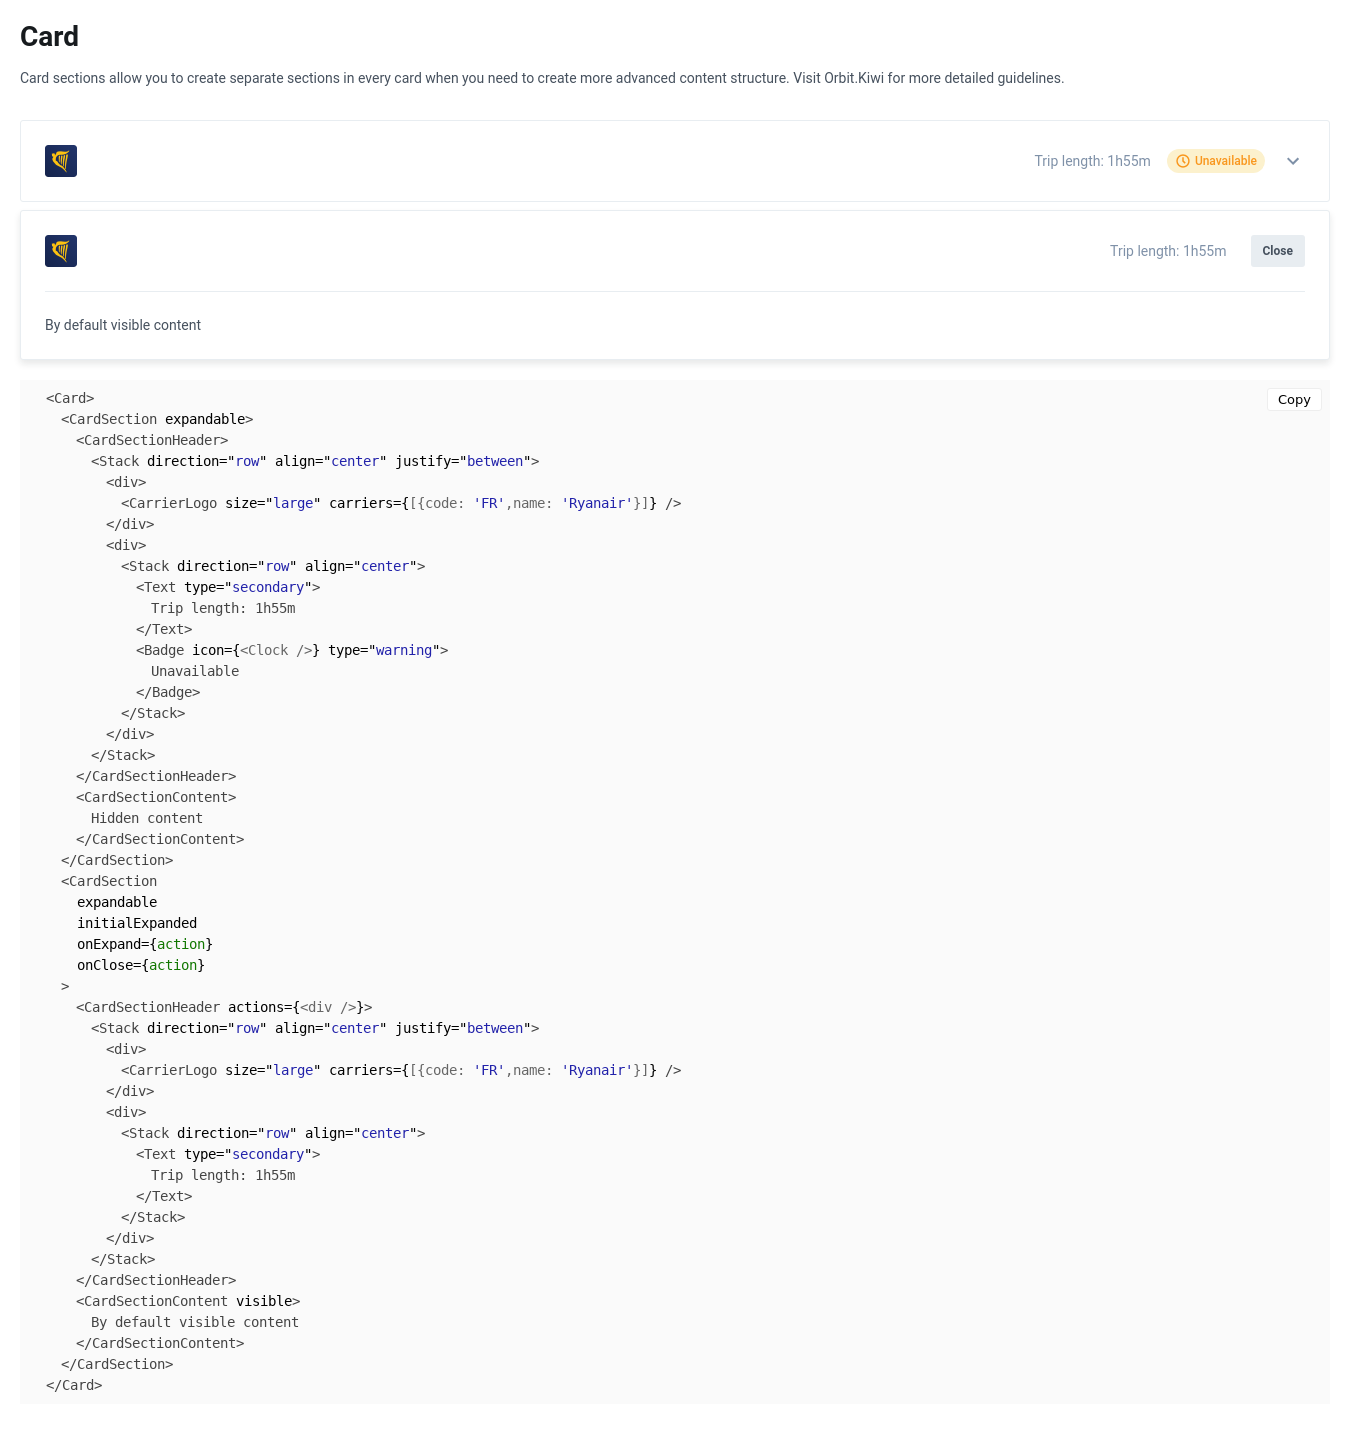 Card
Card sections allow you to create separate sections in every card when you need to create more advanced content structure. Visit Orbit.Kiwi for more detailed guidelines.
Trip length: 1h55m Unavailable
Trip length: 1h55m Close
By default visible content
Copy
<Card>
  <CardSection expandable>
    <CardSectionHeader>
      <Stack direction="row" align="center" justify="between">
        <div>
          <CarrierLogo size="large" carriers={[{code: 'FR',name: 'Ryanair'}]} />
        </div>
        <div>
          <Stack direction="row" align="center">
            <Text type="secondary">
              Trip length: 1h55m
            </Text>
            <Badge icon={<Clock />} type="warning">
              Unavailable
            </Badge>
          </Stack>
        </div>
      </Stack>
    </CardSectionHeader>
    <CardSectionContent>
      Hidden content
    </CardSectionContent>
  </CardSection>
  <CardSection
    expandable
    initialExpanded
    onExpand={action}
    onClose={action}
  >
    <CardSectionHeader actions={<div />}>
      <Stack direction="row" align="center" justify="between">
        <div>
          <CarrierLogo size="large" carriers={[{code: 'FR',name: 'Ryanair'}]} />
        </div>
        <div>
          <Stack direction="row" align="center">
            <Text type="secondary">
              Trip length: 1h55m
            </Text>
          </Stack>
        </div>
      </Stack>
    </CardSectionHeader>
    <CardSectionContent visible>
      By default visible content
    </CardSectionContent>
  </CardSection>
</Card>